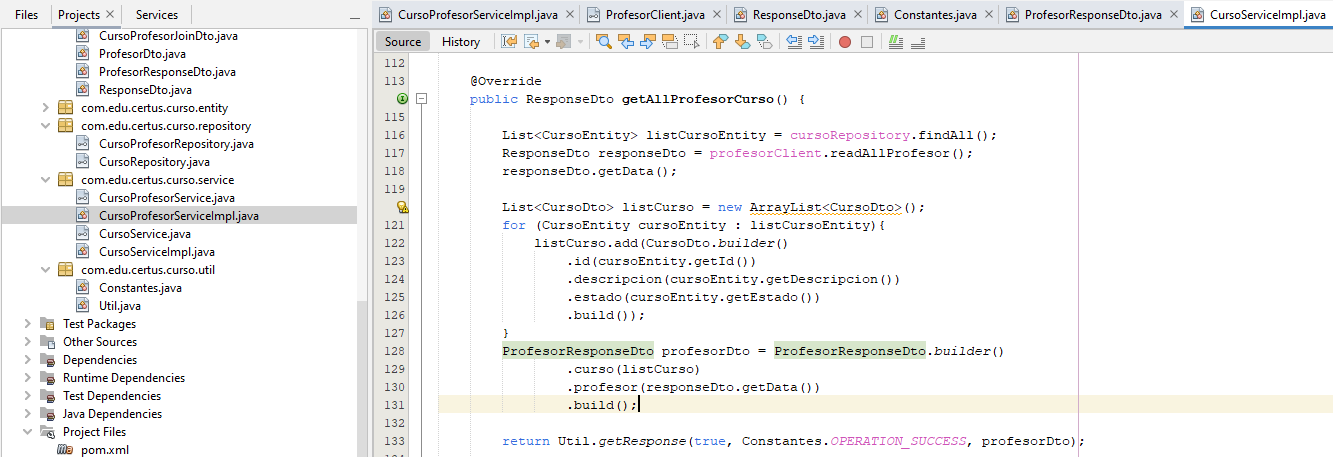 Files Projects Services
CursoProfesorServiceImpl.java ProfesorClient.java ResponseDto.java Constantes.java ProfesorResponseDto.java CursoServiceImpl.java
Source History
CursoProfesorJoinDto.java
ProfesorDto.java
ProfesorResponseDto.java
ResponseDto.java
com.edu.certus.curso.entity
com.edu.certus.curso.repository
CursoProfesorRepository.java
CursoRepository.java
com.edu.certus.curso.service
CursoProfesorService.java
CursoProfesorServiceImpl.java
CursoService.java
CursoServiceImpl.java
com.edu.certus.curso.util
Constantes.java
Util.java
Test Packages
Other Sources
Dependencies
Runtime Dependencies
Test Dependencies
Java Dependencies
Project Files
pom.xml
112
113 @Override
public ResponseDto getAllProfesorCurso() {
115
116 List<CursoEntity> listCursoEntity = cursoRepository.findAll();
117 ResponseDto responseDto = profesorClient.readAllProfesor();
118 responseDto.getData();
119
List<CursoDto> listCurso = new ArrayList<CursoDto>();
121 for (CursoEntity cursoEntity : listCursoEntity){
122 listCurso.add(CursoDto.builder()
123 .id(cursoEntity.getId())
124 .descripcion(cursoEntity.getDescripcion())
125 .estado(cursoEntity.getEstado())
126 .build());
127 }
128 ProfesorResponseDto profesorDto = ProfesorResponseDto.builder()
129 .curso(listCurso)
130 .profesor(responseDto.getData())
131 .build();
132
133 return Util.getResponse(true, Constantes.OPERATION_SUCCESS, profesorDto);